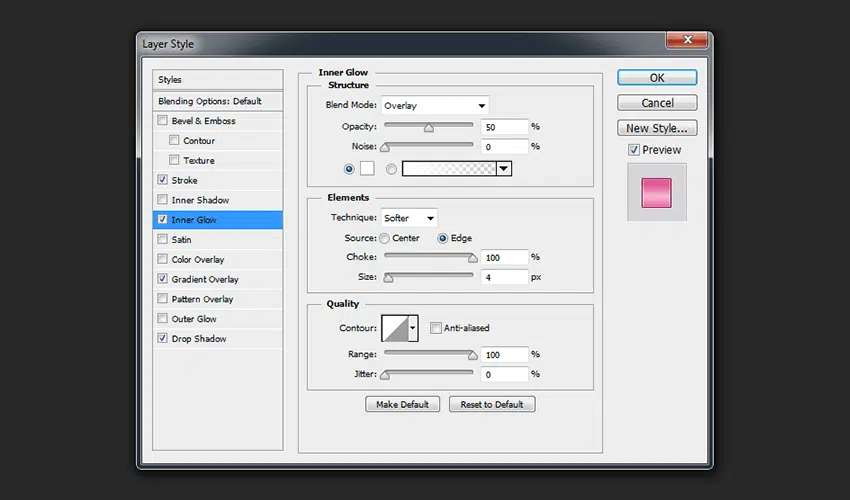 Layer Style
Styles
Blending Options: Default
Bevel & Emboss
Contour
Texture
Stroke
Inner Shadow
Inner Glow
Satin
Color Overlay
Gradient Overlay
Pattern Overlay
Outer Glow
Drop Shadow
Inner Glow
Structure
Blend Mode: Overlay
Opacity: 50 %
Noise: 0 %
Elements
Technique: Softer
Source: Center Edge
Choke: 100 %
Size: 4 px
Quality
Contour: Anti-aliased
Range: 100 %
Jitter: 0 %
Make Default Reset to Default
OK
Cancel
New Style...
Preview